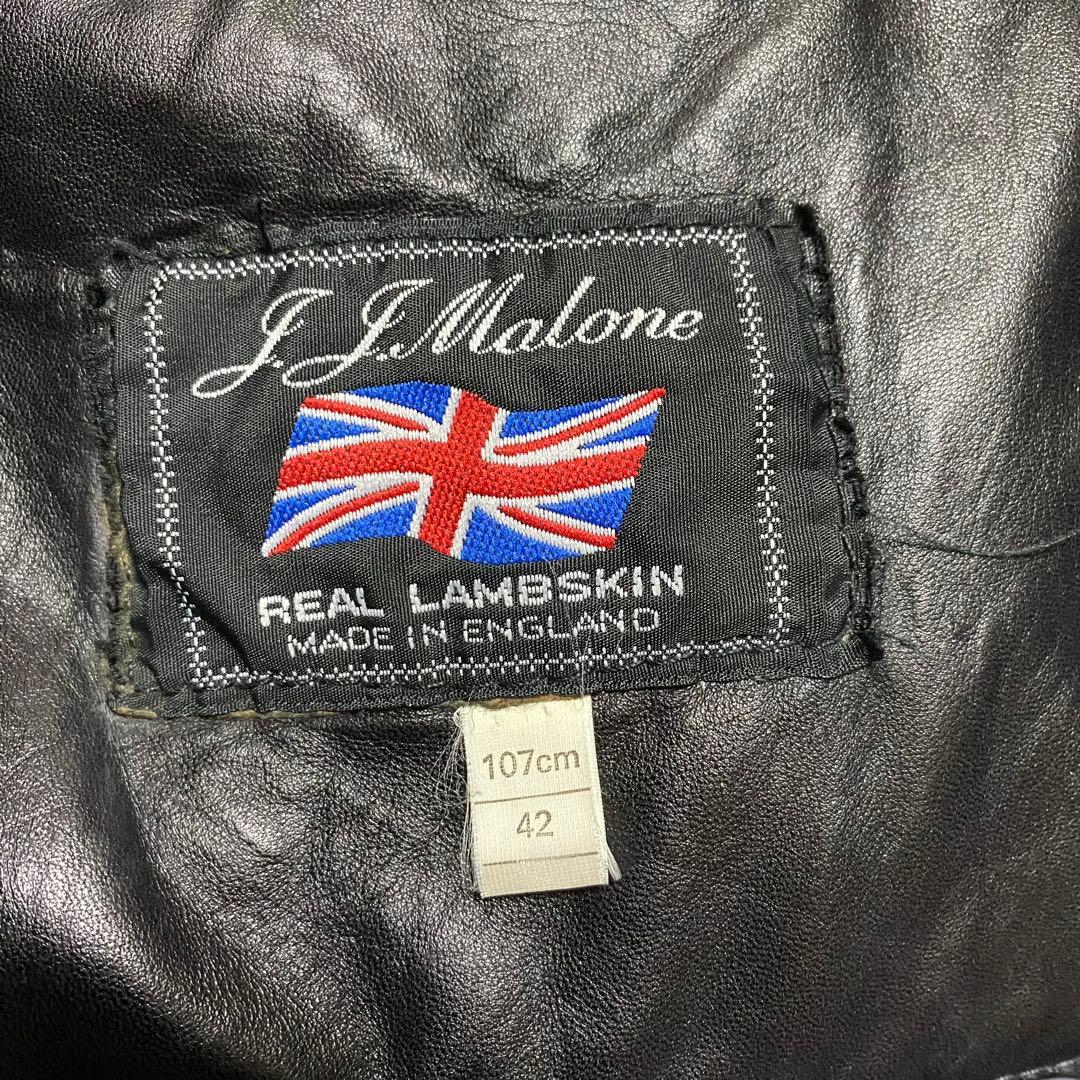 J.J.Malone
REAL LAMBSKIN
MADE IN ENGLAND
107cm
42